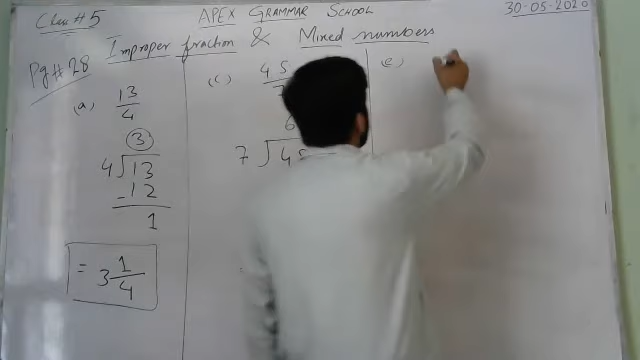 Class # 5
APEX GRAMMAR SCHOOL
30-05-2020
Improper fraction & Mixed numbers
Pg # 28
(a) 13
4
3
4 13
-12
1
= 3 1
4
(c) 45
7
6
7 45
(e)